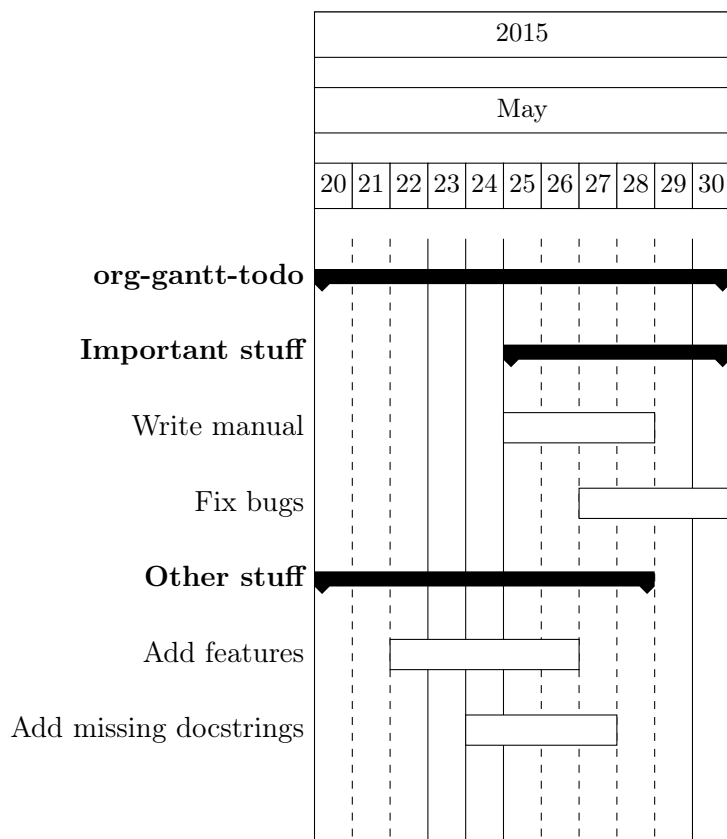 2015
May
20 21 22 23 24 25 26 27 28 29 30
org-gantt-todo
Important stuff
Write manual
Fix bugs
Other stuff
Add features
Add missing docstrings